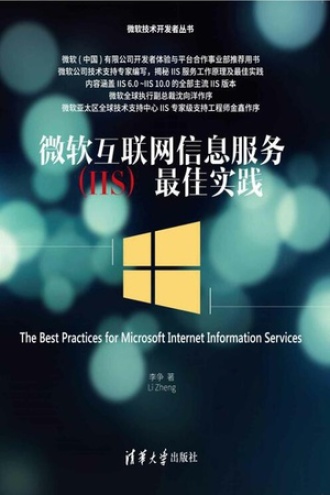 微软技术开发者丛书
微软（中国）有限公司开发者体验与平台合作事业部推荐用书
微软公司技术支持专家编写，揭秘 IIS 服务工作原理及最佳实践
内容涵盖 IIS 6.0 ~IIS 10.0 的全部主流 IIS 版本
微软全球执行副总裁沈向洋作序
微软亚太区全球技术支持中心 IIS 专家级支持工程师金鑫作序
微软互联网信息服务
（IIS） 最佳实践
The Best Practices for Microsoft Internet Information Services
李争 著
Li Zheng
清华大学出版社